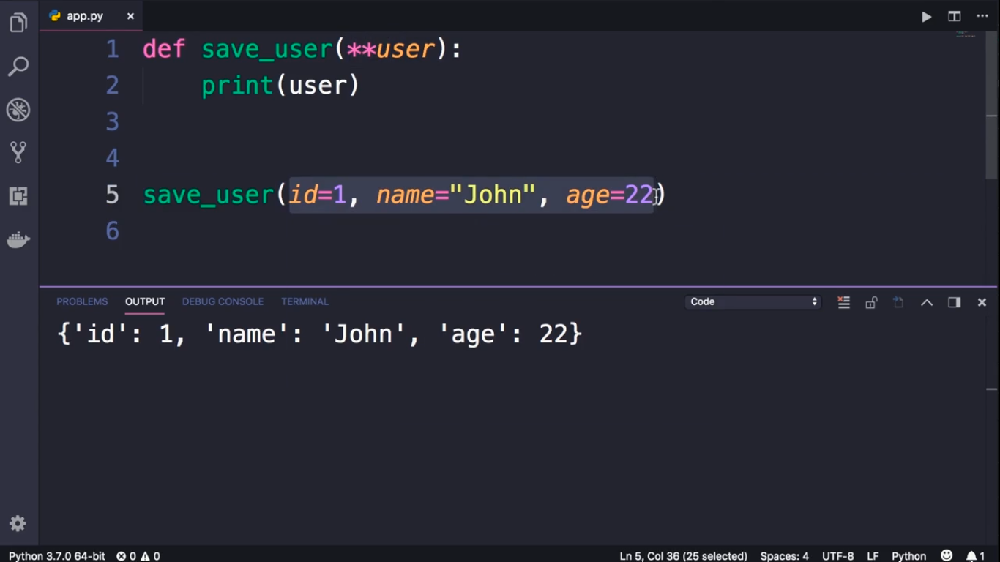 app.py
1 def save_user(**user):
2     print(user)
3
4
5 save_user(id=1, name="John", age=22)
6
PROBLEMS OUTPUT DEBUG CONSOLE TERMINAL Code
{'id': 1, 'name': 'John', 'age': 22}
Python 3.7.0 64-bit 0 0 Ln 5, Col 36 (25 selected) Spaces: 4 UTF-8 LF Python 1